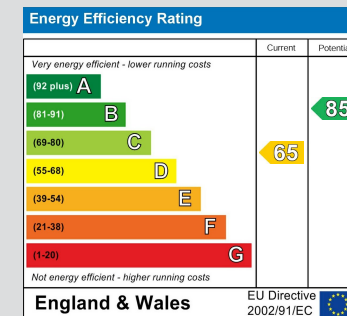 Energy Efficiency Rating
Current
Very energy efficient - lower running costs
(92 plus) A
(81-91) B
85
(69-80) C
65
(55-68) D
(39-54) E
(21-38) F
(1-20) G
Not energy efficient - higher running costs
England & Wales
EU Directive
2002/91/EC